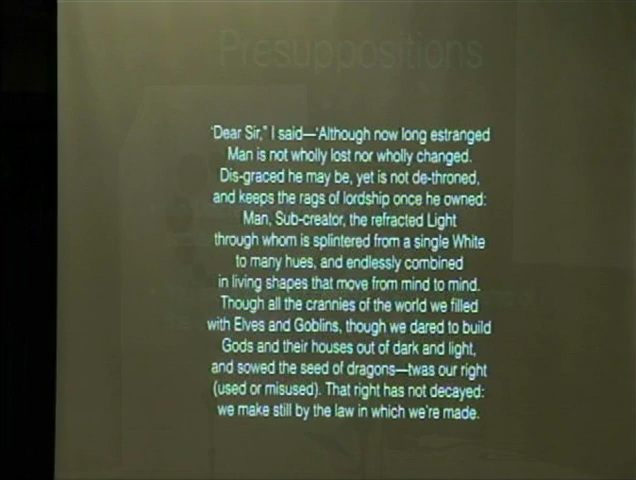 Presuppositions
'Dear Sir,” I said—'Although now long estranged
Man is not wholly lost nor wholly changed.
Dis-graced he may be, yet is not de-throned,
and keeps the rags of lordship once he owned:
Man, Sub-creator, the refracted Light
through whom is splintered from a single White
to many hues, and endlessly combined
in living shapes that move from mind to mind.
Though all the crannies of the world we filled
with Elves and Goblins, though we dared to build
Gods and their houses out of dark and light,
and sowed the seed of dragons—twas our right
(used or misused). That right has not decayed:
we make still by the law in which we're made.